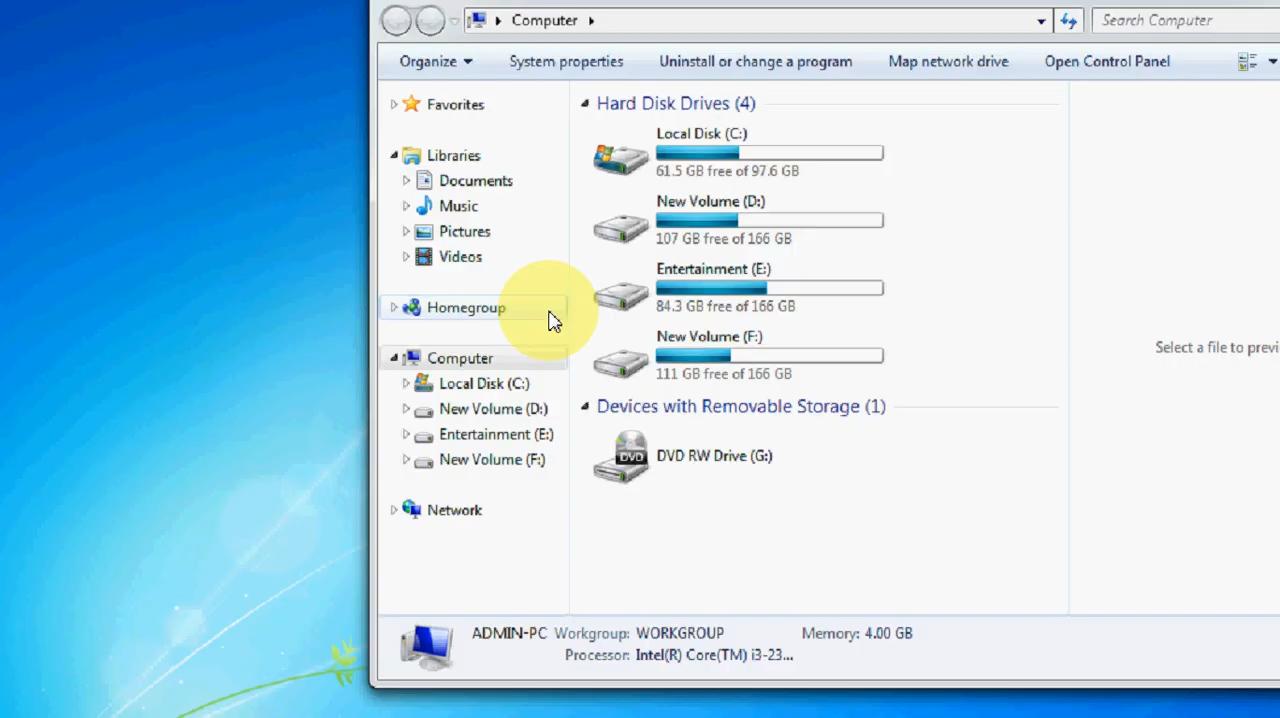 Computer
Search Computer
Organize
System properties
Uninstall or change a program
Map network drive
Open Control Panel
Favorites
Libraries
Documents
Music
Pictures
Videos
Homegroup
Computer
Local Disk (C:)
New Volume (D:)
Entertainment (E:)
New Volume (F:)
Network
Hard Disk Drives (4)
Local Disk (C:)
61.5 GB free of 97.6 GB
New Volume (D:)
107 GB free of 166 GB
Entertainment (E:)
84.3 GB free of 166 GB
New Volume (F:)
111 GB free of 166 GB
Devices with Removable Storage (1)
DVD
DVD RW Drive (G:)
Select a file to previ
ADMIN-PC Workgroup: WORKGROUP Memory: 4.00 GB
Processor: Intel(R) Core(TM) i3-23...